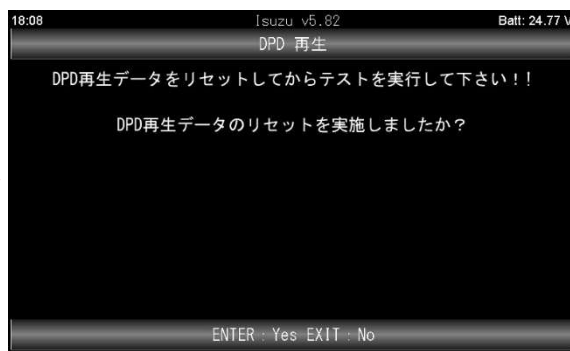 18:08 Isuzu v5.82 Batt: 24.77 V
DPD 再生
DPD再生データをリセットしてからテストを実行して下さい!!
DPD再生データのリセットを実施しましたか?
ENTER : Yes EXIT : No